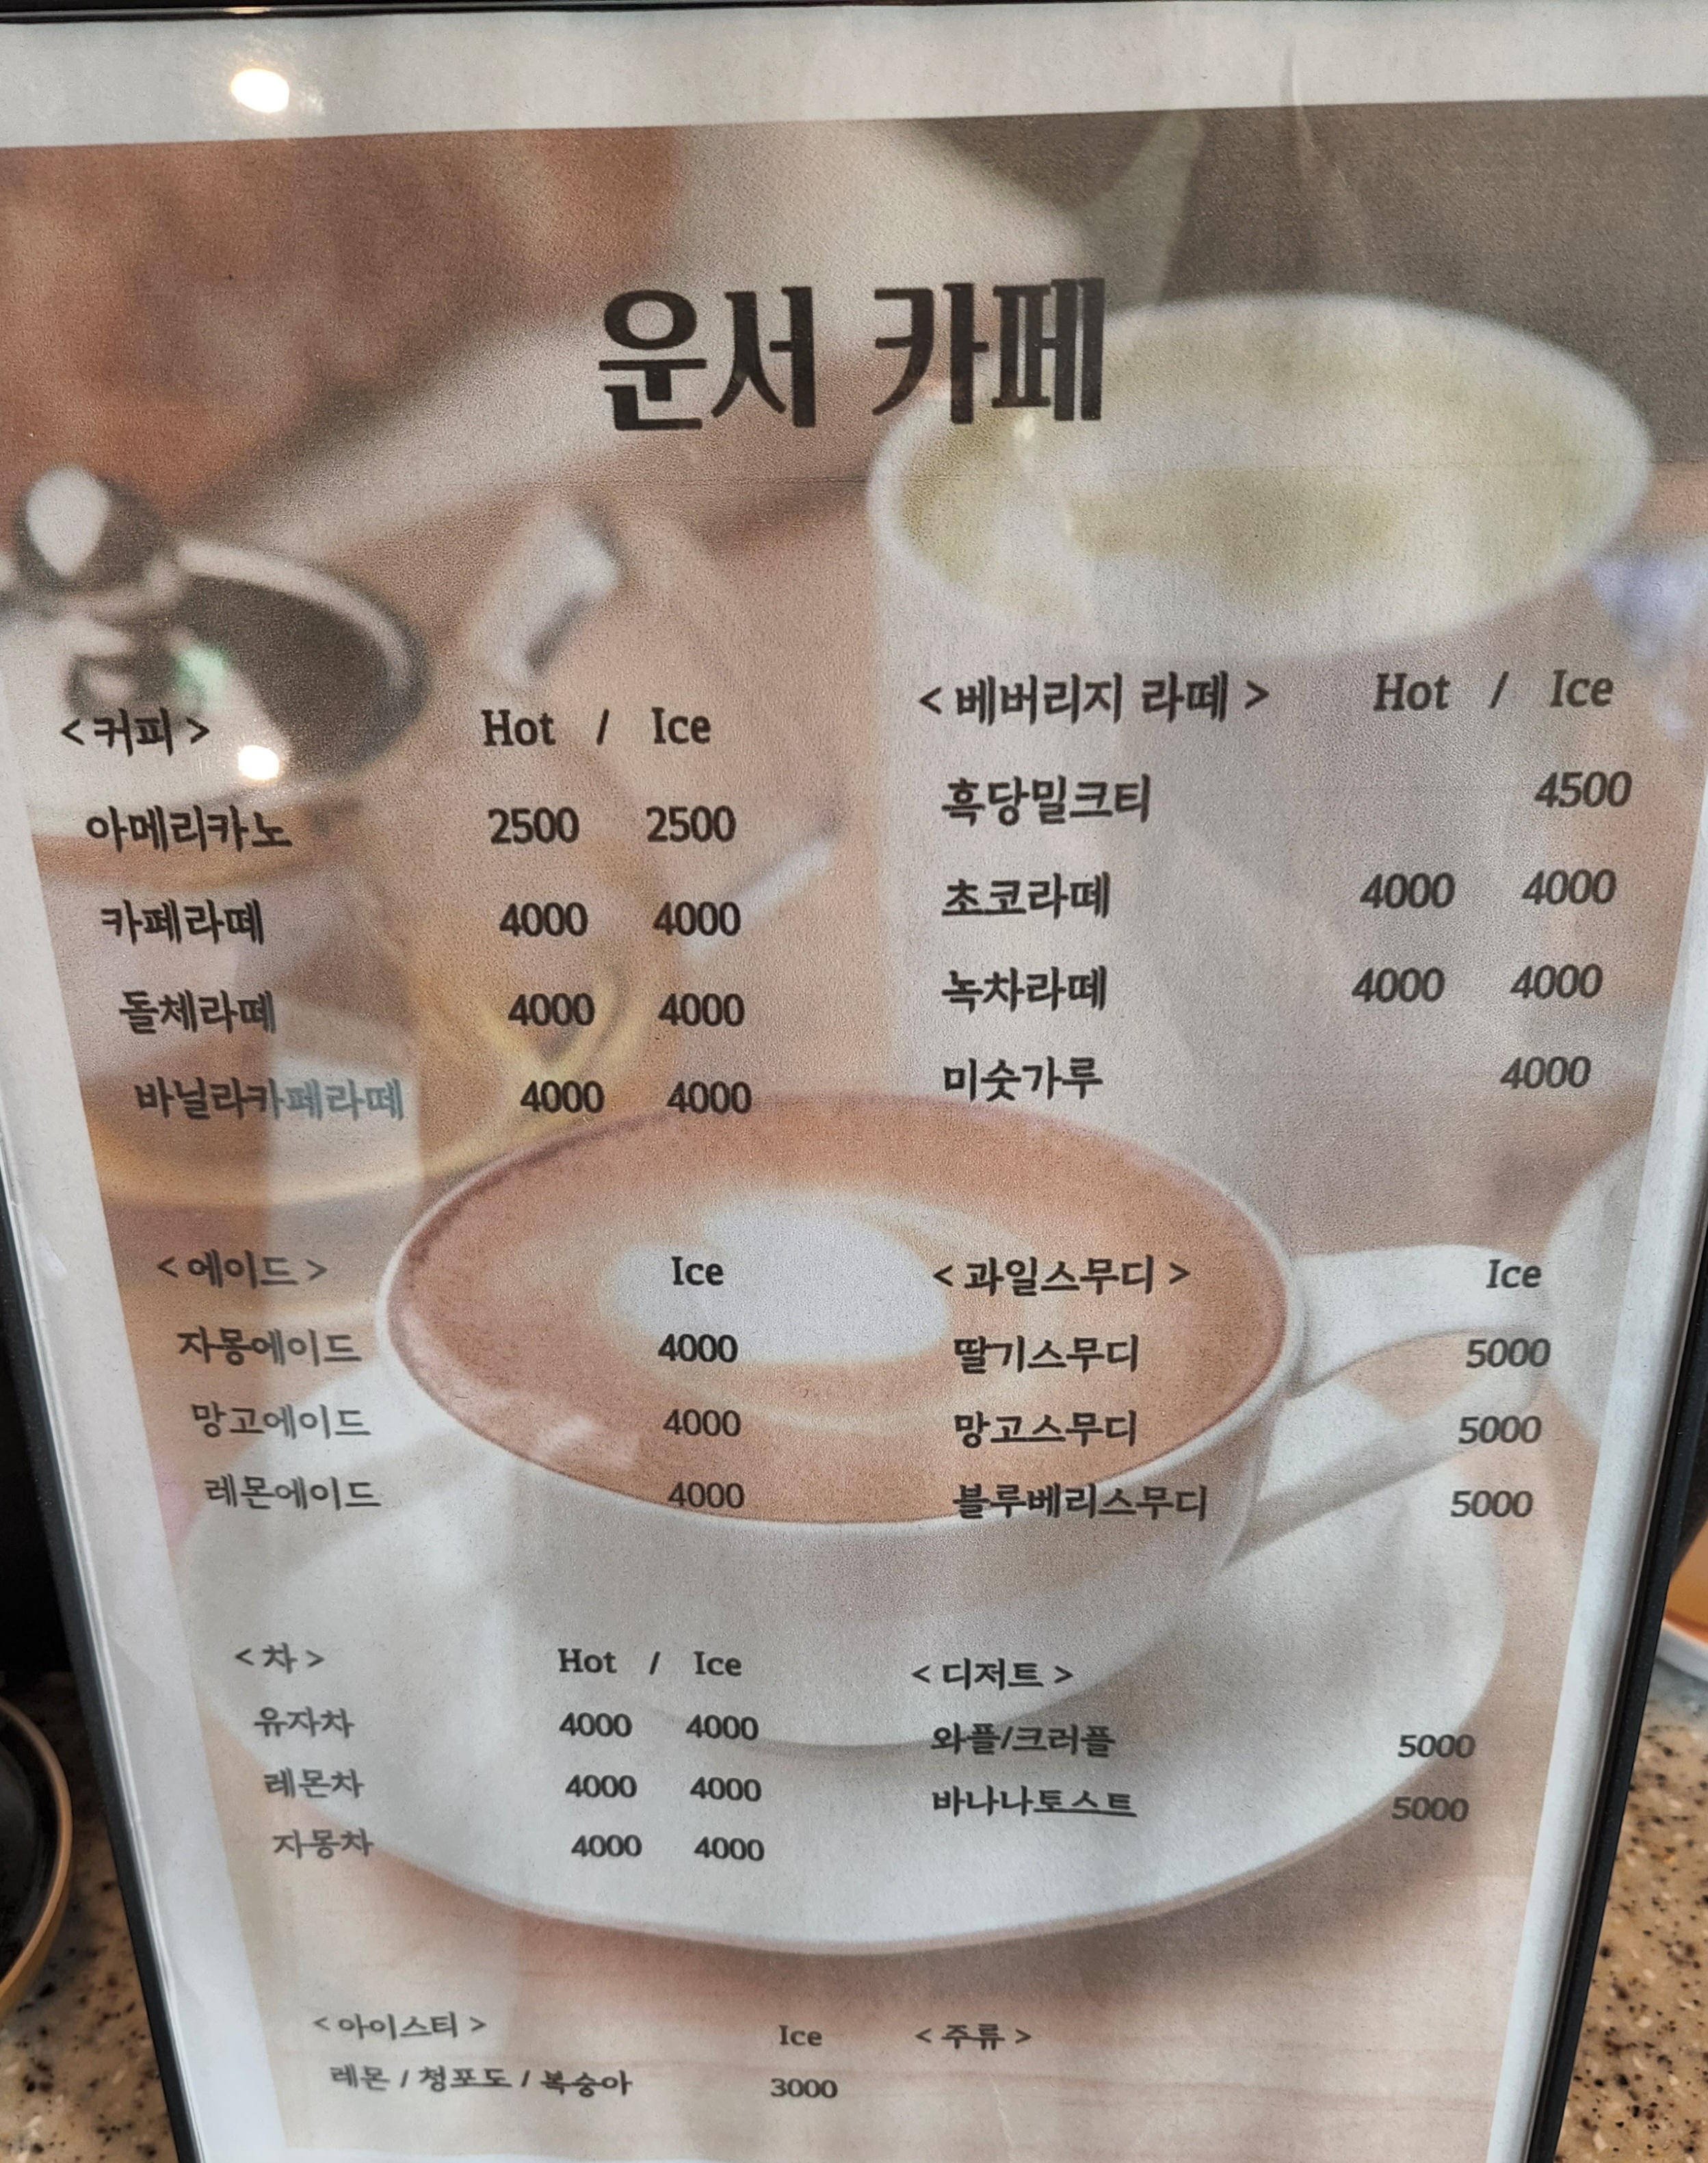 운서 카페
< 커피 > Hot / Ice
아메리카노 2500 2500
카페라떼 4000 4000
돌체라떼 4000 4000
바닐라카페라떼 4000 4000
< 베버리지 라떼 > Hot / Ice
흑당밀크티 4500
초코라떼 4000 4000
녹차라떼 4000 4000
미숫가루 4000
< 에이드 > Ice
자몽에이드 4000
망고에이드 4000
레몬에이드 4000
< 과일스무디 > Ice
딸기스무디 5000
망고스무디 5000
블루베리스무디 5000
< 차 > Hot / Ice
유자차 4000 4000
레몬차 4000 4000
자몽차 4000 4000
< 디저트 >
와플/크러플 5000
바나나토스트 5000
< 아이스티 > Ice
레몬 / 청포도 / 복숭아 3000
< 주류 >